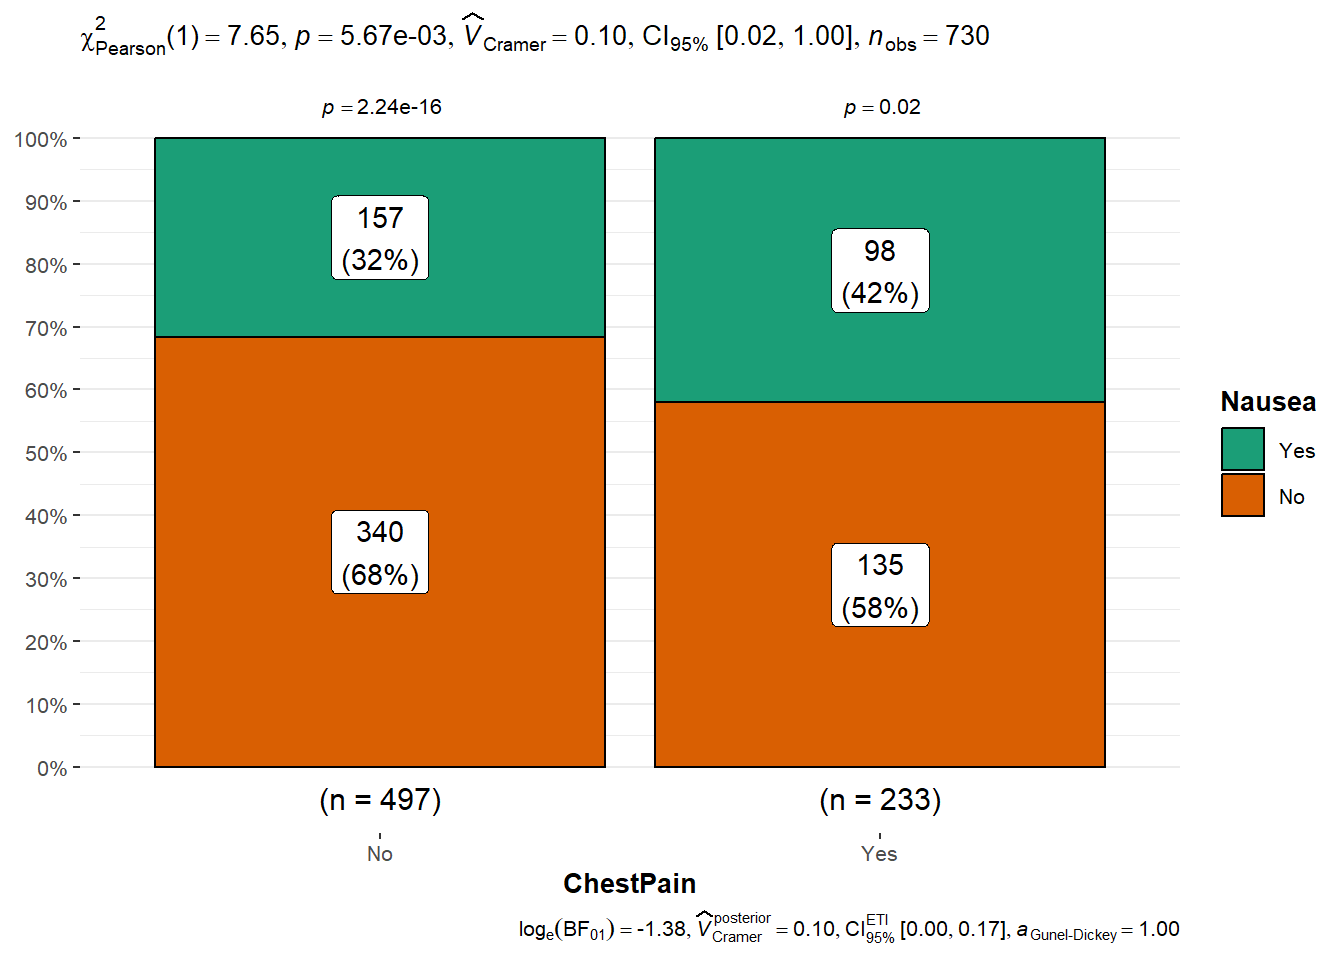 χ²Pearson(1) = 7.65, p = 5.67e-03, V̂Cramer = 0.10, CI95% [0.02, 1.00], nobs = 730
p = 2.24e-16
p = 0.02
100%
90%
80%
70%
60%
50%
40%
30%
20%
10%
0%
157
(32%)
98
(42%)
340
(68%)
135
(58%)
Nausea
Yes
No
(n = 497)
(n = 233)
No
Yes
ChestPain
loge(BF01) = -1.38, V̂posteriorCramer = 0.10, CIETI95% [0.00, 0.17], aGunel-Dickey = 1.00